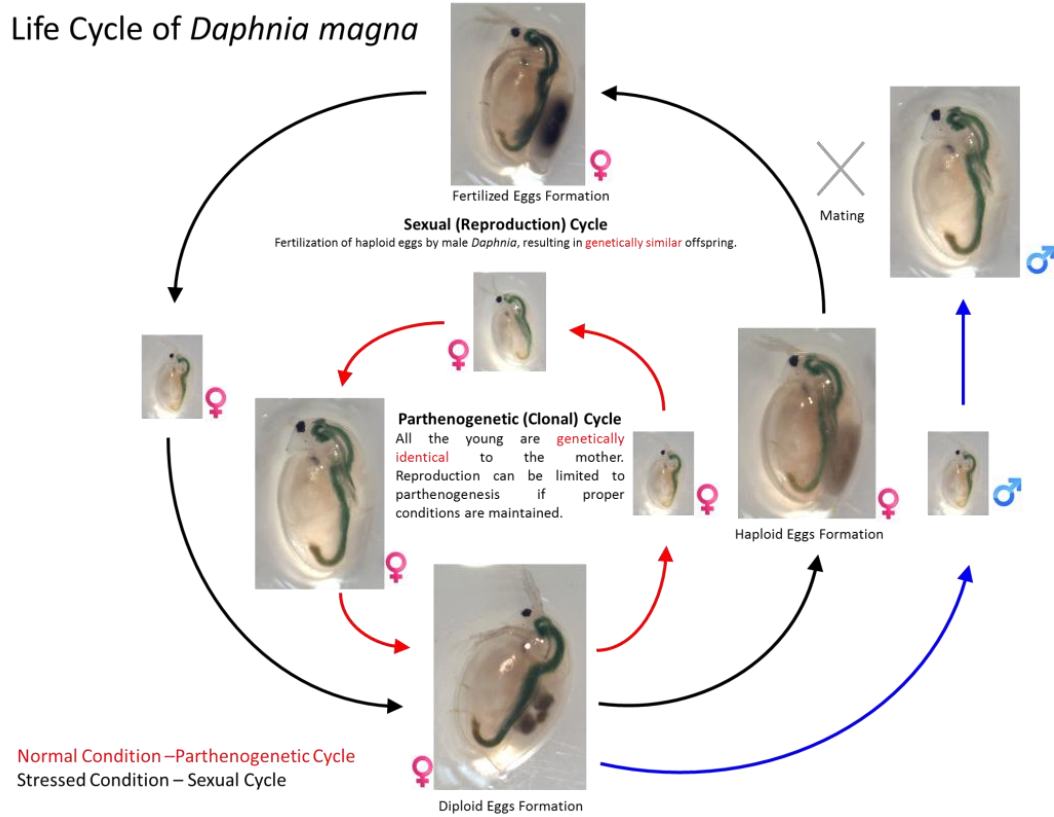 Life Cycle of Daphnia magna
Fertilized Eggs Formation
Mating
Sexual (Reproduction) Cycle
Fertilization of haploid eggs by male Daphnia, resulting in genetically similar offspring.
Parthenogenetic (Clonal) Cycle
All the young are genetically
identical to the mother.
Reproduction can be limited to
parthenogenesis if proper
conditions are maintained.
Haploid Eggs Formation
Normal Condition –Parthenogenetic Cycle
Stressed Condition – Sexual Cycle
Diploid Eggs Formation